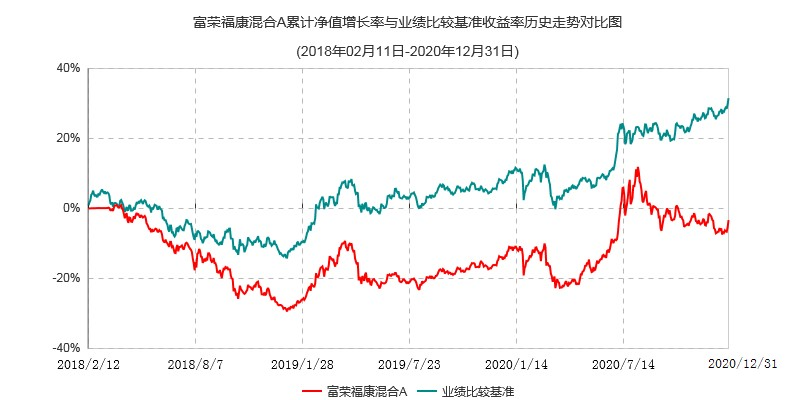 富荣福康混合A累计净值增长率与业绩比较基准收益率历史走势对比图
(2018年02月11日-2020年12月31日)
40%
20%
0%
-20%
-40%
2018/2/12 2018/8/7 2019/1/28 2019/7/23 2020/1/14 2020/7/14 2020/12/31
富荣福康混合A 业绩比较基准